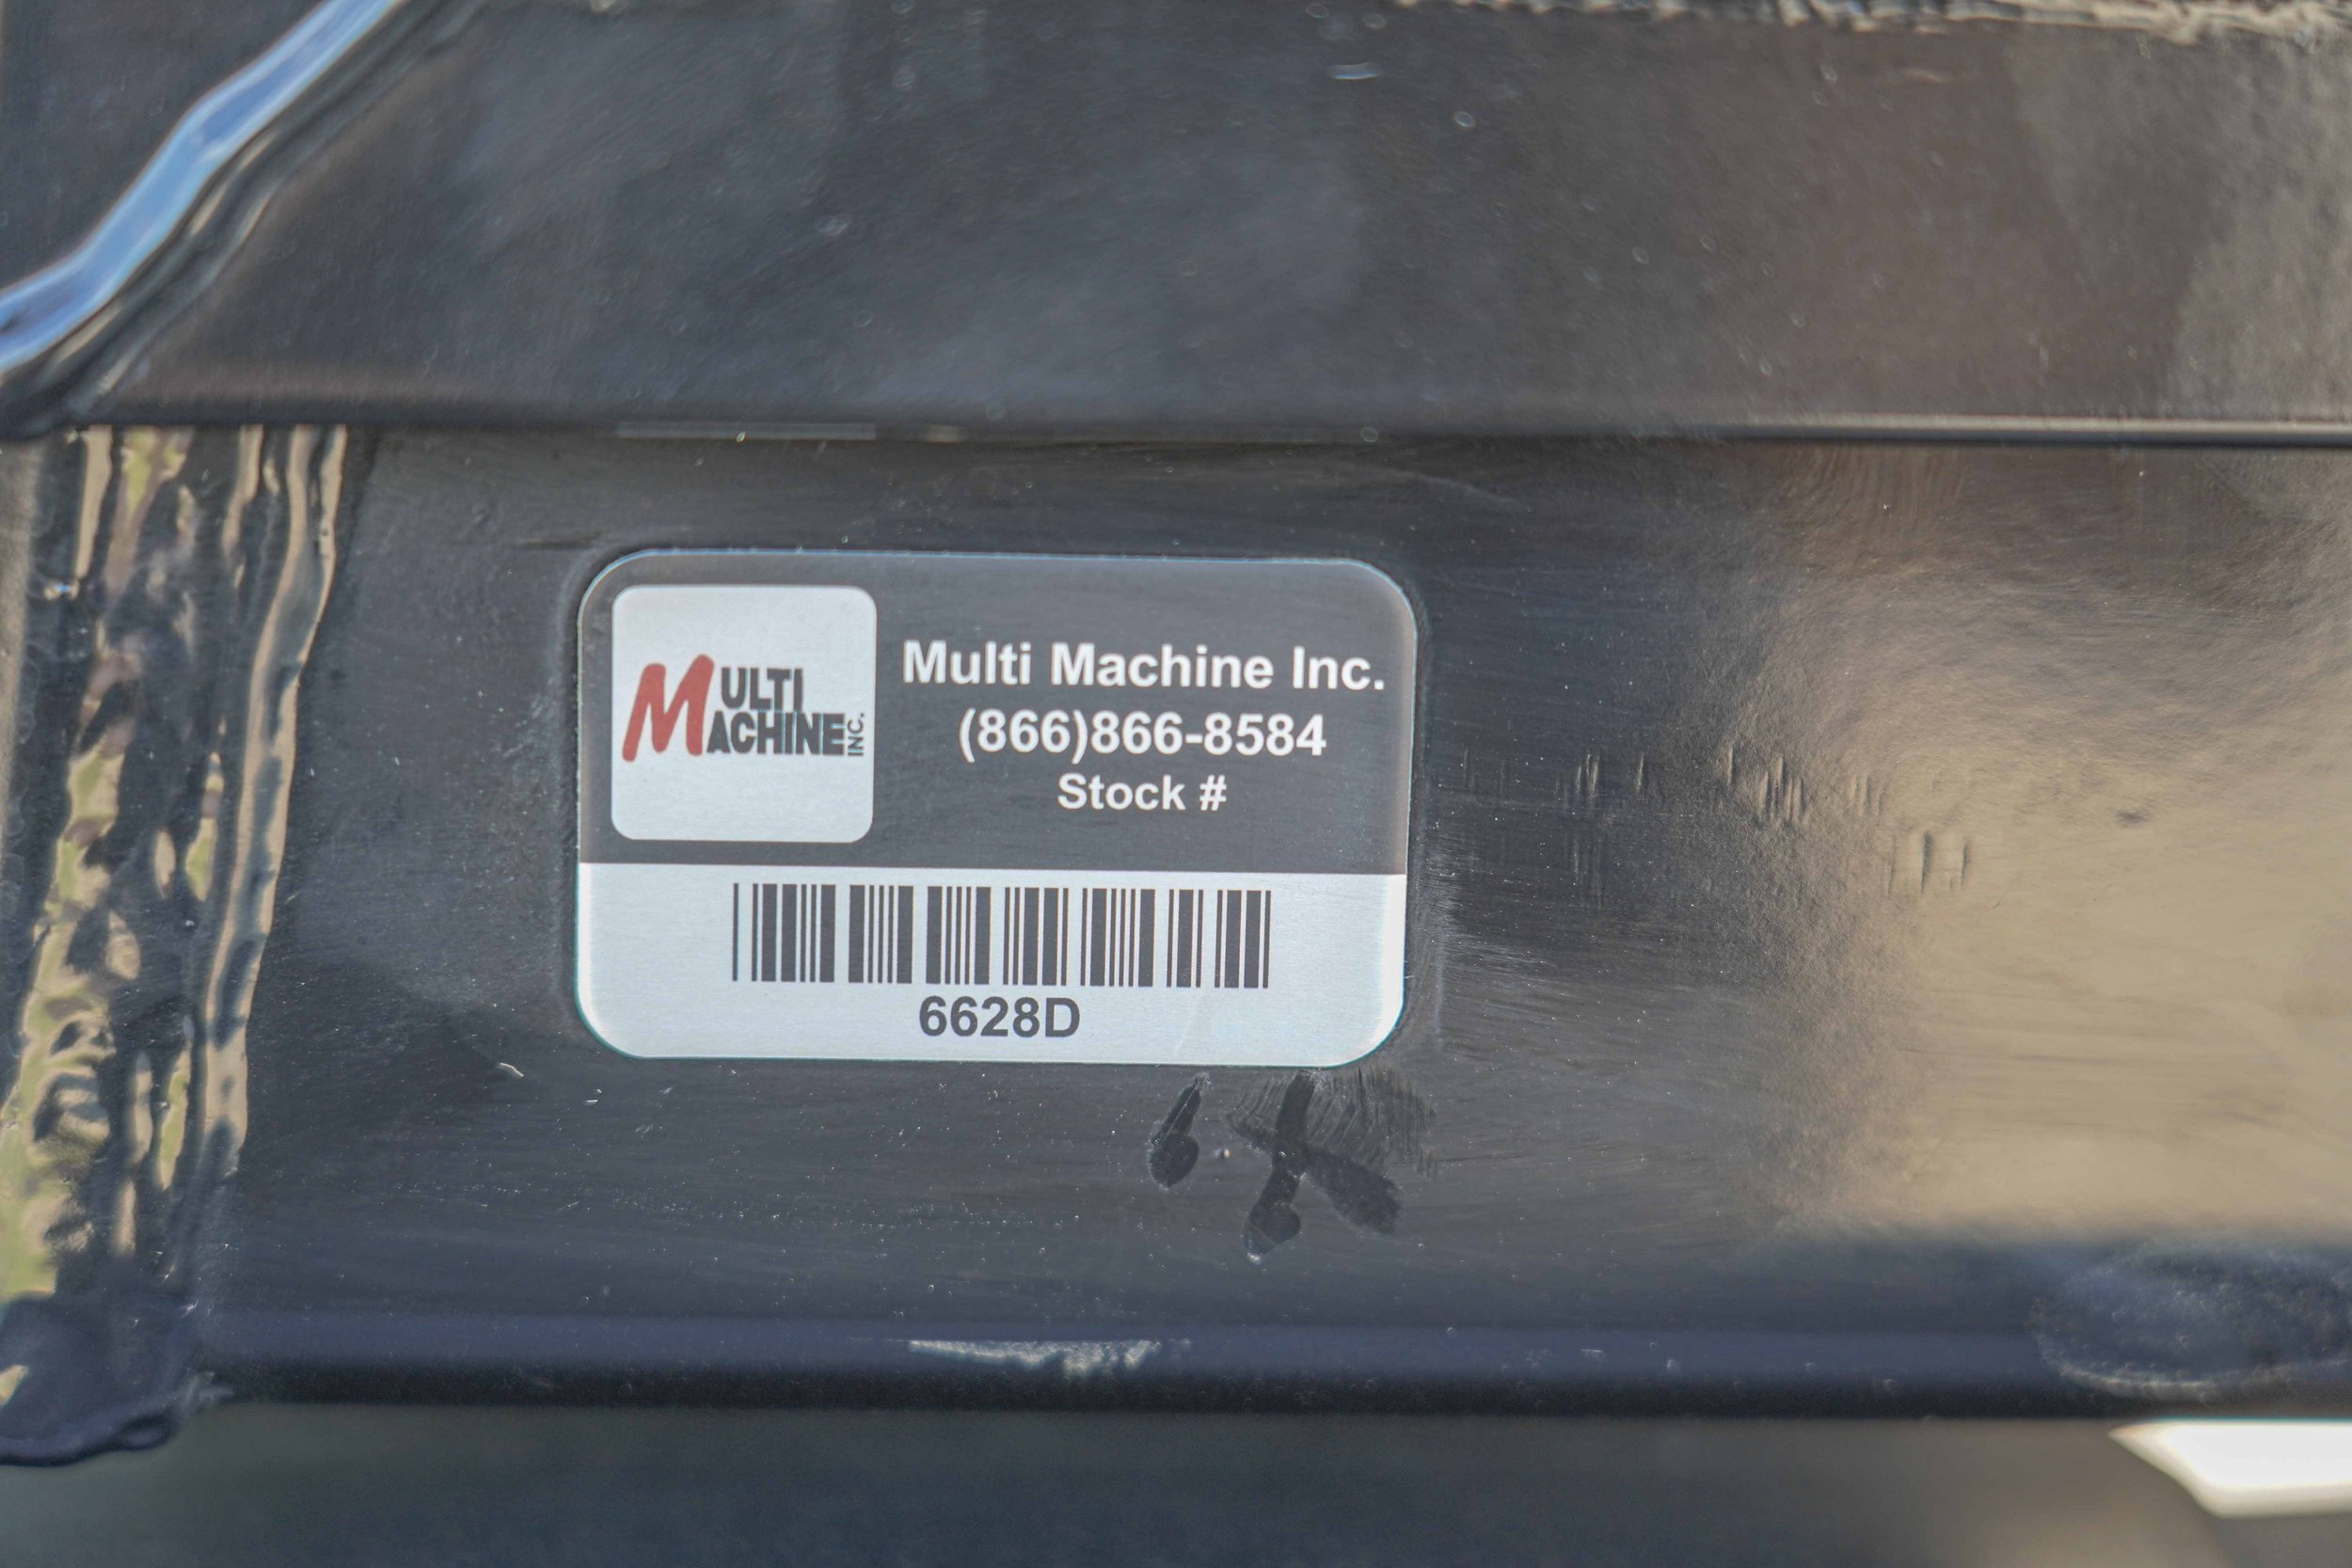 MULTI
MACHINE INC.
Multi Machine Inc.
(866)866-8584
Stock #
6628D